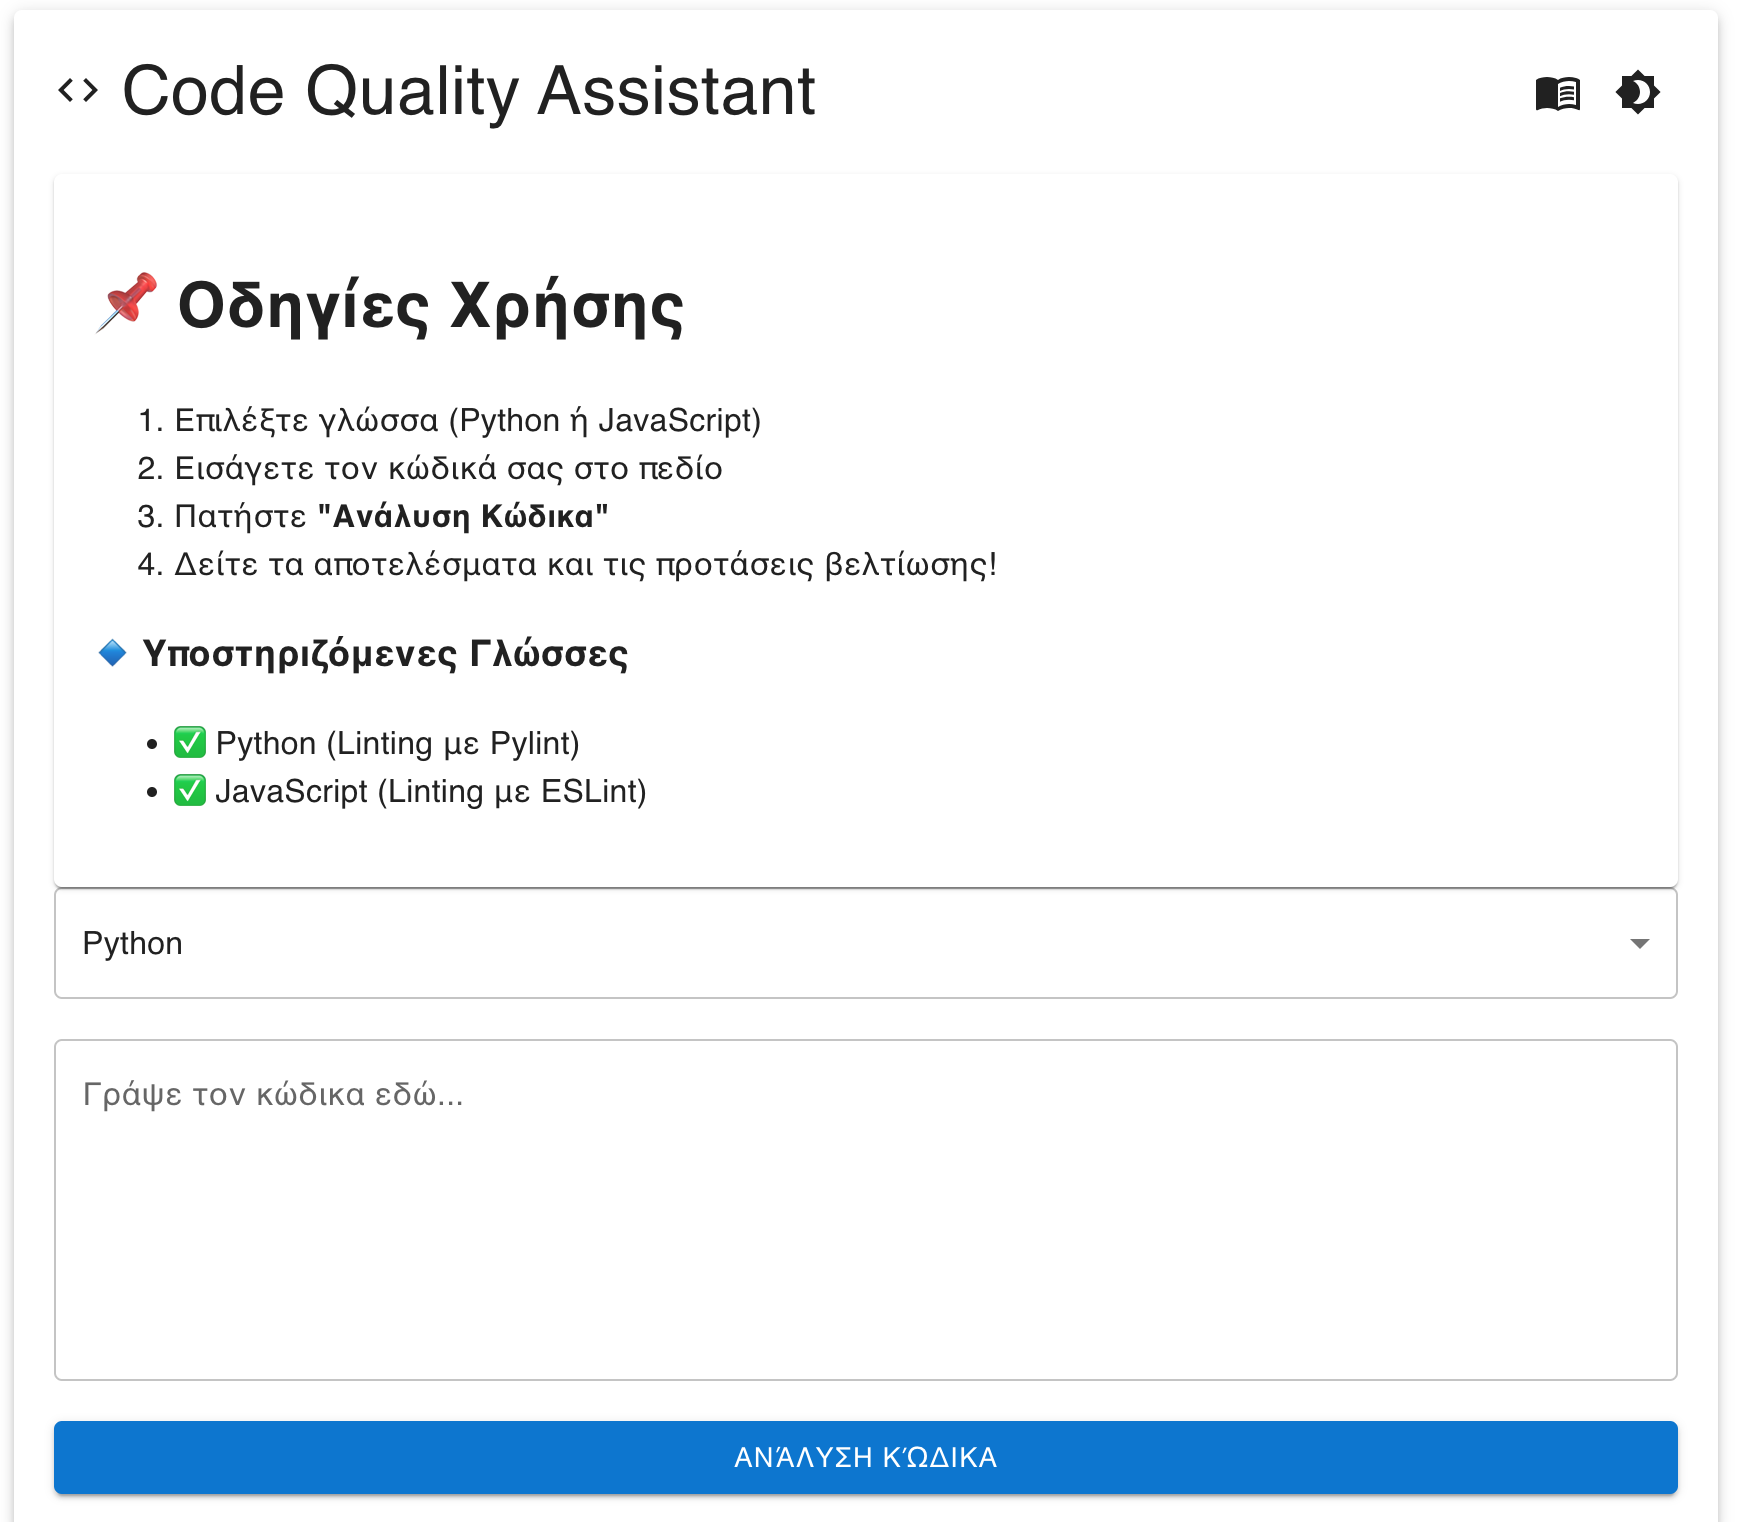 Code Quality Assistant
📌 Οδηγίες Χρήσης
1. Επιλέξτε γλώσσα (Python ή JavaScript)
2. Εισάγετε τον κώδικά σας στο πεδίο
3. Πατήστε "Ανάλυση Κώδικα"
4. Δείτε τα αποτελέσματα και τις προτάσεις βελτίωσης!
🔹 Υποστηριζόμενες Γλώσσες
• ✅ Python (Linting με Pylint)
• ✅ JavaScript (Linting με ESLint)
Python
Γράψε τον κώδικα εδώ...
ΑΝΆΛΥΣΗ ΚΏΔΙΚΑ